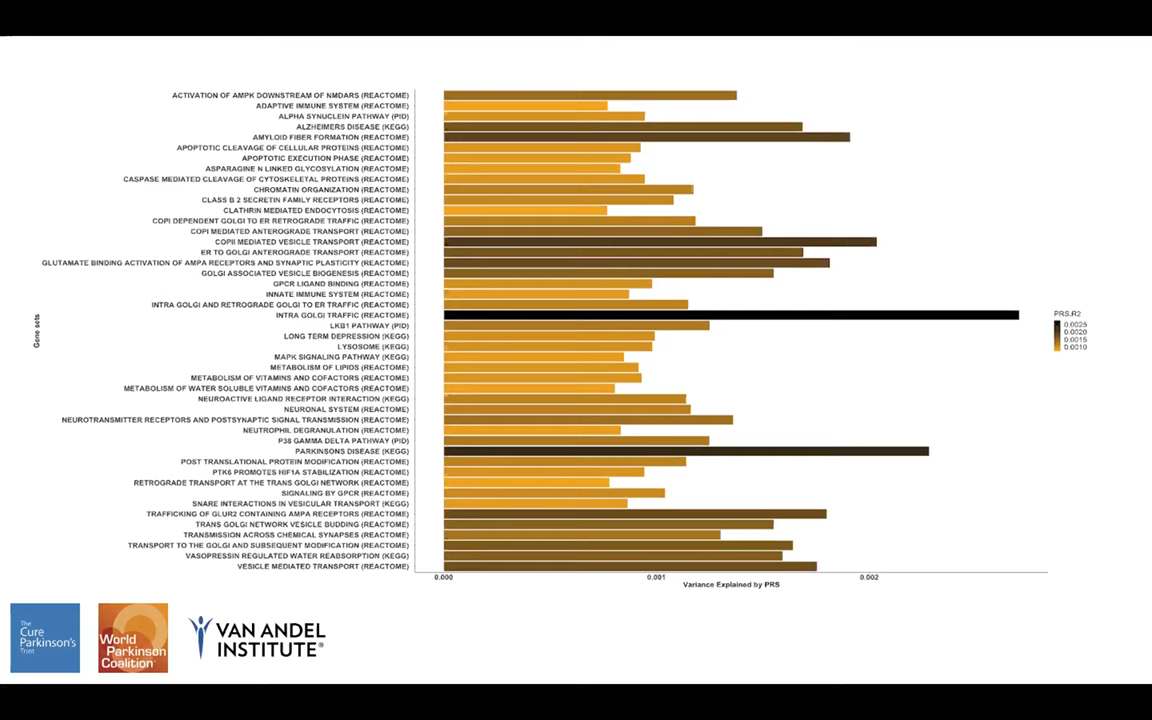 ACTIVATION OF AMPK DOWNSTREAM OF NMDARS (REACTOME)
ADAPTIVE IMMUNE SYSTEM (REACTOME)
ALPHA SYNUCLEIN PATHWAY (PID)
ALZHEIMERS DISEASE (KEGG)
AMYLOID FIBER FORMATION (REACTOME)
APOPTOTIC CLEAVAGE OF CELLULAR PROTEINS (REACTOME)
APOPTOTIC EXECUTION PHASE (REACTOME)
ASPARAGINE N LINKED GLYCOSYLATION (REACTOME)
CASPASE MEDIATED CLEAVAGE OF CYTOSKELETAL PROTEINS (REACTOME)
CHROMATIN ORGANIZATION (REACTOME)
CLASS B 2 SECRETIN FAMILY RECEPTORS (REACTOME)
CLATHRIN MEDIATED ENDOCYTOSIS (REACTOME)
COPI DEPENDENT GOLGI TO ER RETROGRADE TRAFFIC (REACTOME)
COPI MEDIATED ANTEROGRADE TRANSPORT (REACTOME)
COPII MEDIATED VESICLE TRANSPORT (REACTOME)
ER TO GOLGI ANTEROGRADE TRANSPORT (REACTOME)
GLUTAMATE BINDING ACTIVATION OF AMPA RECEPTORS AND SYNAPTIC PLASTICITY (REACTOME)
GOLGI ASSOCIATED VESICLE BIOGENESIS (REACTOME)
GPCR LIGAND BINDING (REACTOME)
INNATE IMMUNE SYSTEM (REACTOME)
INTRA GOLGI AND RETROGRADE GOLGI TO ER TRAFFIC (REACTOME)
INTRA GOLGI TRAFFIC (REACTOME)
LKB1 PATHWAY (PID)
LONG TERM DEPRESSION (KEGG)
LYSOSOME (KEGG)
MAPK SIGNALING PATHWAY (KEGG)
METABOLISM OF LIPIDS (REACTOME)
METABOLISM OF VITAMINS AND COFACTORS (REACTOME)
METABOLISM OF WATER SOLUBLE VITAMINS AND COFACTORS (REACTOME)
NEUROACTIVE LIGAND RECEPTOR INTERACTION (KEGG)
NEURONAL SYSTEM (REACTOME)
NEUROTRANSMITTER RECEPTORS AND POSTSYNAPTIC SIGNAL TRANSMISSION (REACTOME)
NEUTROPHIL DEGRANULATION (REACTOME)
P38 GAMMA DELTA PATHWAY (PID)
PARKINSONS DISEASE (KEGG)
POST TRANSLATIONAL PROTEIN MODIFICATION (REACTOME)
PTK6 PROMOTES HIF1A STABILIZATION (REACTOME)
RETROGRADE TRANSPORT AT THE TRANS GOLGI NETWORK (REACTOME)
SIGNALING BY GPCR (REACTOME)
SNARE INTERACTIONS IN VESICULAR TRANSPORT (KEGG)
TRAFFICKING OF GLUR2 CONTAINING AMPA RECEPTORS (REACTOME)
TRANS GOLGI NETWORK VESICLE BUDDING (REACTOME)
TRANSMISSION ACROSS CHEMICAL SYNAPSES (REACTOME)
TRANSPORT TO THE GOLGI AND SUBSEQUENT MODIFICATION (REACTOME)
VASOPRESSIN REGULATED WATER REABSORPTION (KEGG)
VESICLE MEDIATED TRANSPORT (REACTOME)
Gene sets
0.000 0.001 0.002
Variance Explained by PRS
PRS.R2
0.0025
0.0020
0.0015
0.0010
The
Cure
Parkinson's
Trust
World
Parkinson
Coalition
VAN ANDEL
INSTITUTE®